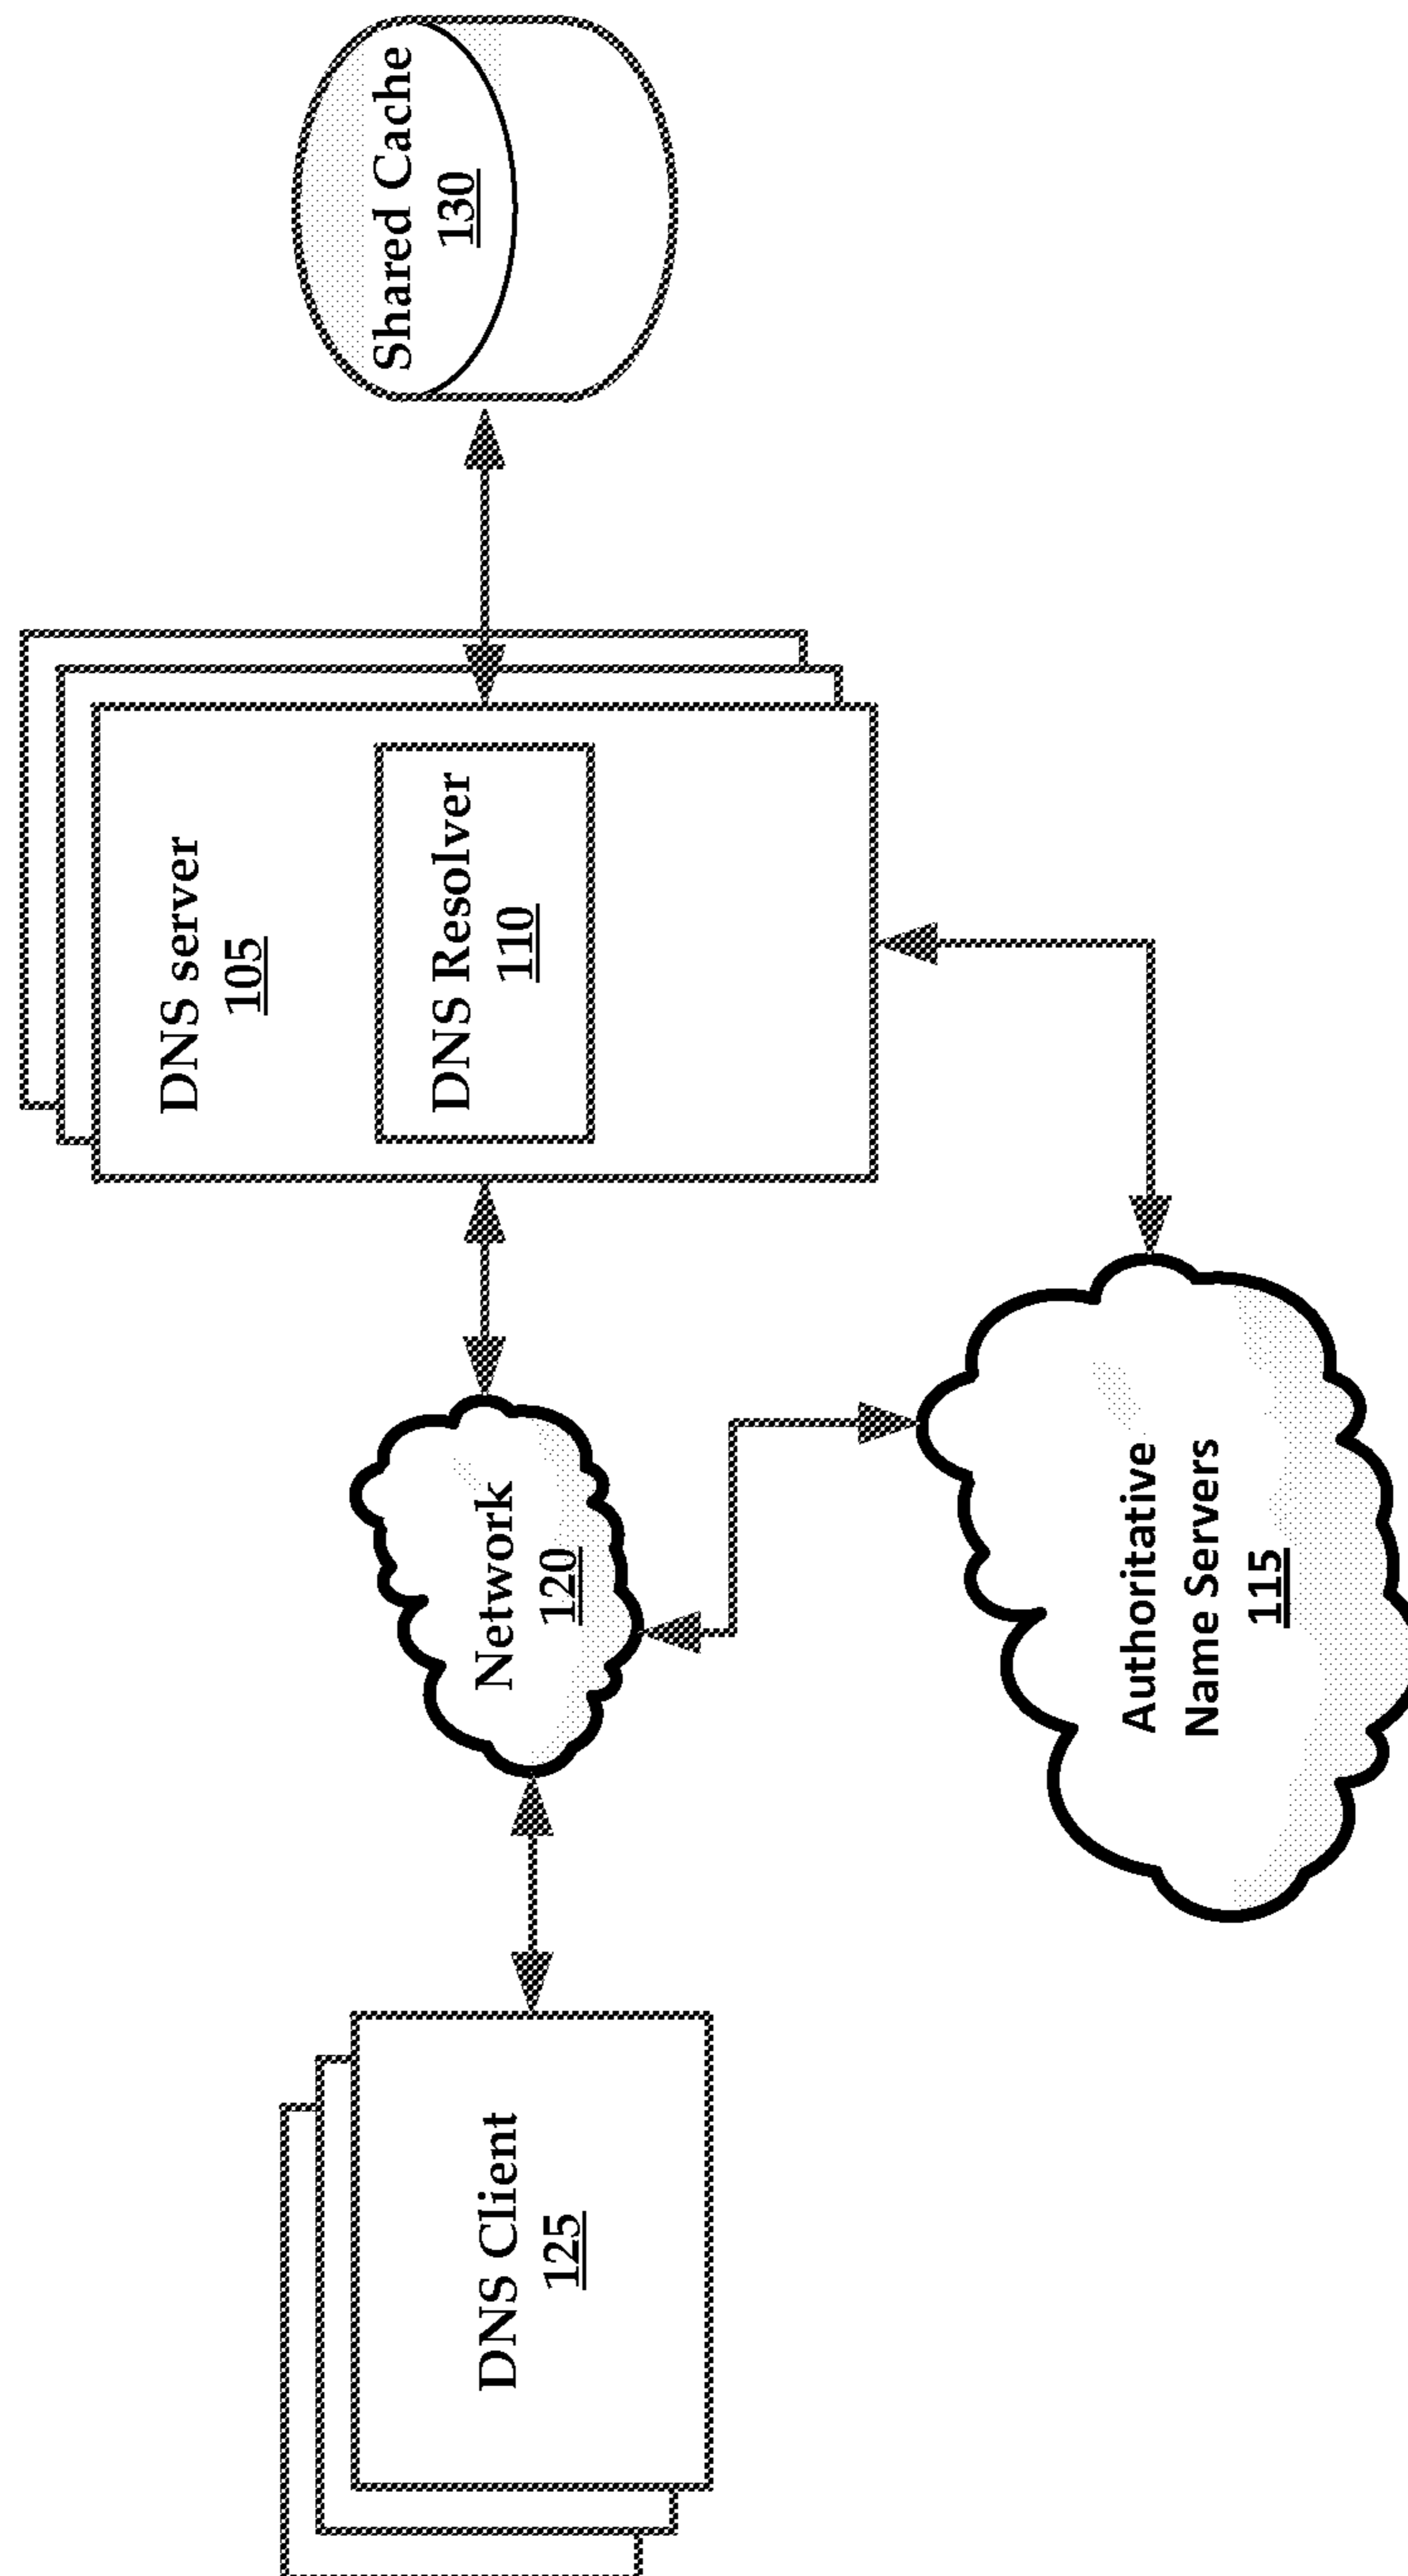 DNS Client
125
Network
120
Authoritative
Name Servers
115
DNS server
105
DNS Resolver
110
Shared Cache
130